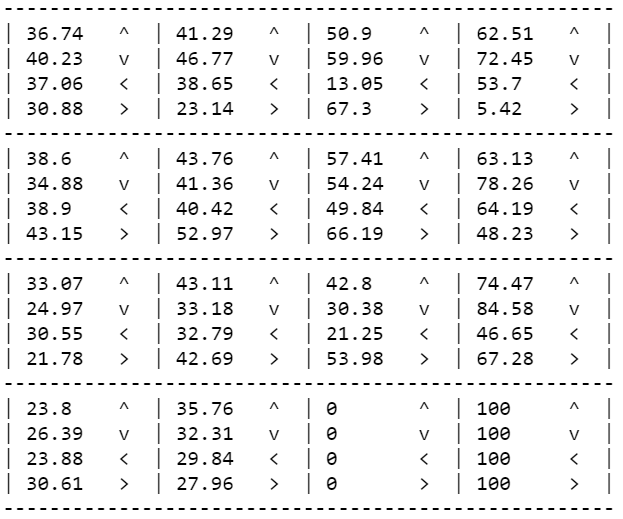 -----------------------------------------------------
| 36.74   ^  | 41.29   ^  | 50.9    ^  | 62.51   ^  |
| 40.23   v  | 46.77   v  | 59.96   v  | 72.45   v  |
| 37.06   <  | 38.65   <  | 13.05   <  | 53.7    <  |
| 30.88   >  | 23.14   >  | 67.3    >  | 5.42    >  |
-----------------------------------------------------
| 38.6    ^  | 43.76   ^  | 57.41   ^  | 63.13   ^  |
| 34.88   v  | 41.36   v  | 54.24   v  | 78.26   v  |
| 38.9    <  | 40.42   <  | 49.84   <  | 64.19   <  |
| 43.15   >  | 52.97   >  | 66.19   >  | 48.23   >  |
-----------------------------------------------------
| 33.07   ^  | 43.11   ^  | 42.8    ^  | 74.47   ^  |
| 24.97   v  | 33.18   v  | 30.38   v  | 84.58   v  |
| 30.55   <  | 32.79   <  | 21.25   <  | 46.65   <  |
| 21.78   >  | 42.69   >  | 53.98   >  | 67.28   >  |
-----------------------------------------------------
| 23.8    ^  | 35.76   ^  | 0       ^  | 100     ^  |
| 26.39   v  | 32.31   v  | 0       v  | 100     v  |
| 23.88   <  | 29.84   <  | 0       <  | 100     <  |
| 30.61   >  | 27.96   >  | 0       >  | 100     >  |
-----------------------------------------------------